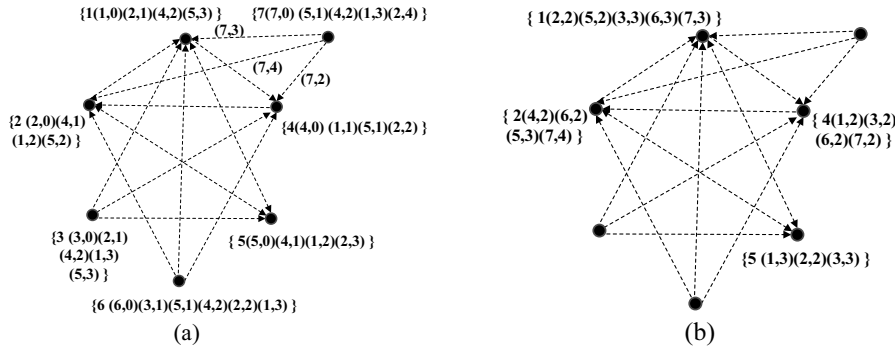 {1(1,0)(2,1)(4,2)(5,3) }
{7(7,0) (5,1)(4,2)(1,3)(2,4) }
(7,3)
(7,4)
(7,2)
{2 (2,0)(4,1)
(1,2)(5,2) }
{4(4,0) (1,1)(5,1)(2,2) }
{3 (3,0)(2,1)
(4,2)(1,3)
(5,3) }
{ 5(5,0)(4,1)(1,2)(2,3) }
{6 (6,0)(3,1)(5,1)(4,2)(2,2)(1,3) }
(a)
{ 1(2,2)(5,2)(3,3)(6,3)(7,3) }
{ 2(4,2)(6,2)
(5,3)(7,4) }
{ 4(1,2)(3,2)
(6,2)(7,2) }
{5 (1,3)(2,2)(3,3) }
(b)